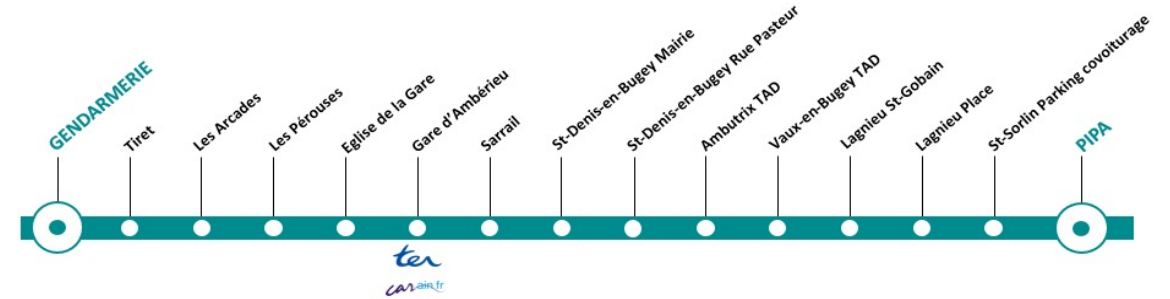 GENDARMERIE
Tiret
Les Arcades
Les Pérouses
Eglise de la Gare
Gare d'Ambérieu
Sarrail
St-Denis-en-Bugey Mairie
St-Denis-en-Bugey Rue Pasteur
Ambutrix TAD
Vaux-en-Bugey TAD
Lagnieu St-Gobain
Lagnieu Place
St-Sorlin Parking covoiturage
PIPA
ter
car.ain.fr